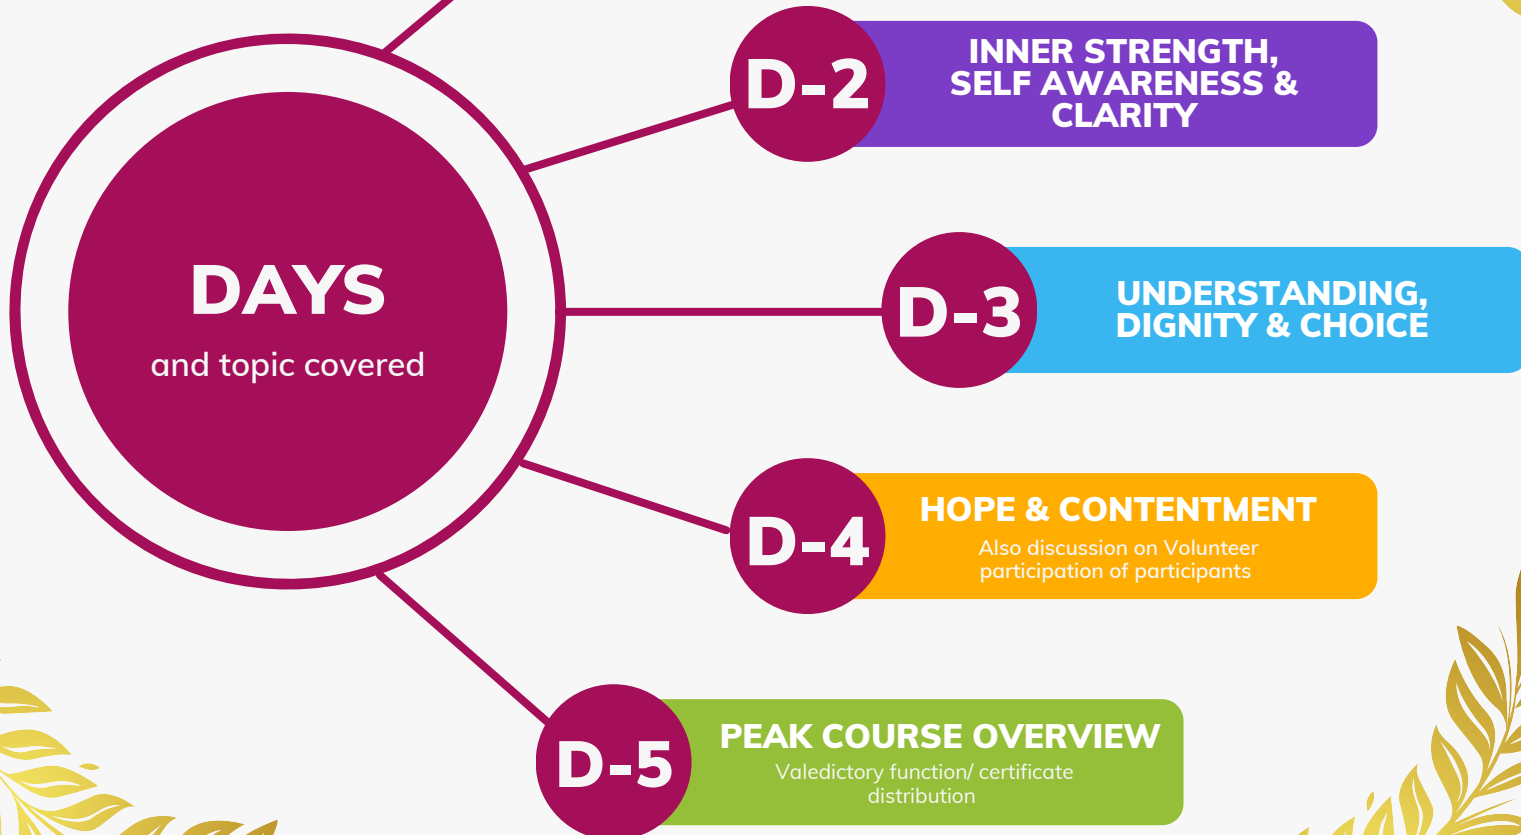 DAYS
and topic covered
D-2
INNER STRENGTH,
SELF AWARENESS &
CLARITY
D-3
UNDERSTANDING,
DIGNITY & CHOICE
D-4
HOPE & CONTENTMENT
Also discussion on Volunteer
participation of participants
D-5
PEAK COURSE OVERVIEW
Valedictory function/ certificate
distribution